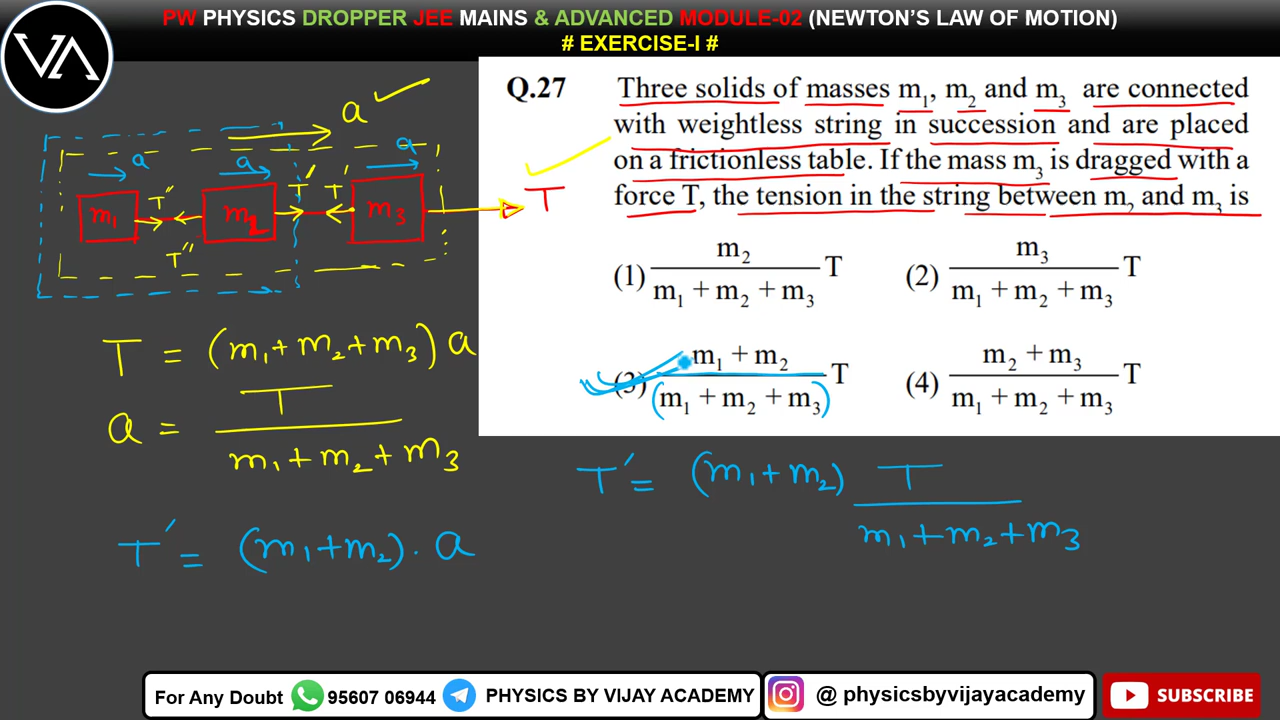 PW PHYSICS DROPPER JEE MAINS & ADVANCED MODULE-02 (NEWTON'S LAW OF MOTION)
# EXERCISE-I #
VA
Q.27 Three solids of masses m₁, m₂ and m₃ are connected
with weightless string in succession and are placed
on a frictionless table. If the mass m₃ is dragged with a
force T, the tension in the string between m₂ and m₃ is
(1) m₂ / (m₁ + m₂ + m₃) T
(2) m₃ / (m₁ + m₂ + m₃) T
(3) (m₁ + m₂) / (m₁ + m₂ + m₃) T
(4) (m₂ + m₃) / (m₁ + m₂ + m₃) T
a
a a a
T" T' T' T
m₁ m₂ m₃
T"
T = (m₁+m₂+m₃) a
a = T / (m₁+m₂+m₃)
T' = (m₁+m₂) . a
T' = (m₁+m₂) T / (m₁+m₂+m₃)
For Any Doubt 95607 06944 PHYSICS BY VIJAY ACADEMY @ physicsbyvijayacademy SUBSCRIBE